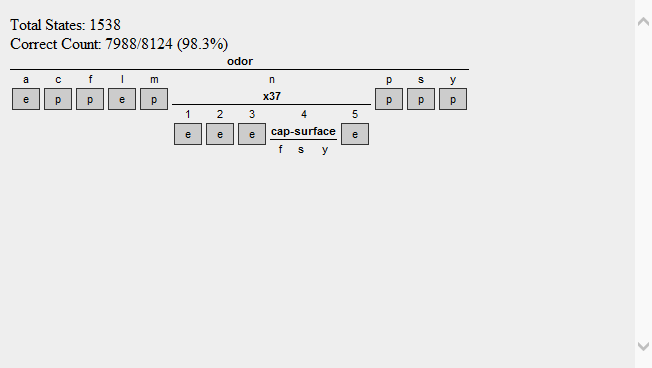 Total States: 1538
Correct Count: 7988/8124 (98.3%)
odor
a c f l m n p s y
e p p e p x37 p p p
1 2 3 4 5
e e e cap-surface e
f s y